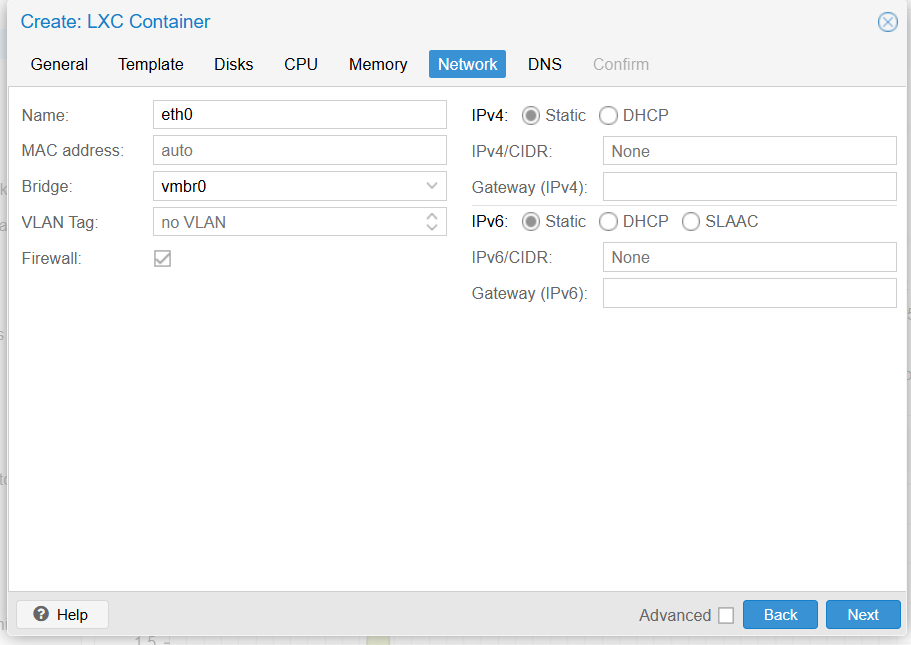 Create: LXC Container
General Template Disks CPU Memory Network DNS Confirm
Name: eth0
MAC address: auto
Bridge: vmbr0
VLAN Tag: no VLAN
Firewall:
IPv4: Static DHCP
IPv4/CIDR: None
Gateway (IPv4):
IPv6: Static DHCP SLAAC
IPv6/CIDR: None
Gateway (IPv6):
? Help
Advanced Back Next
1.5